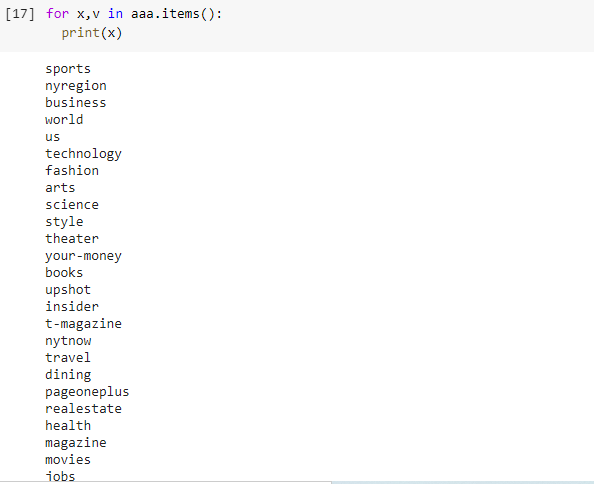 [17] for x,v in aaa.items():
print(x)
sports
nyregion
business
world
us
technology
fashion
arts
science
style
theater
your-money
books
upshot
insider
t-magazine
nytnow
travel
dining
pageoneplus
realestate
health
magazine
movies
jobs